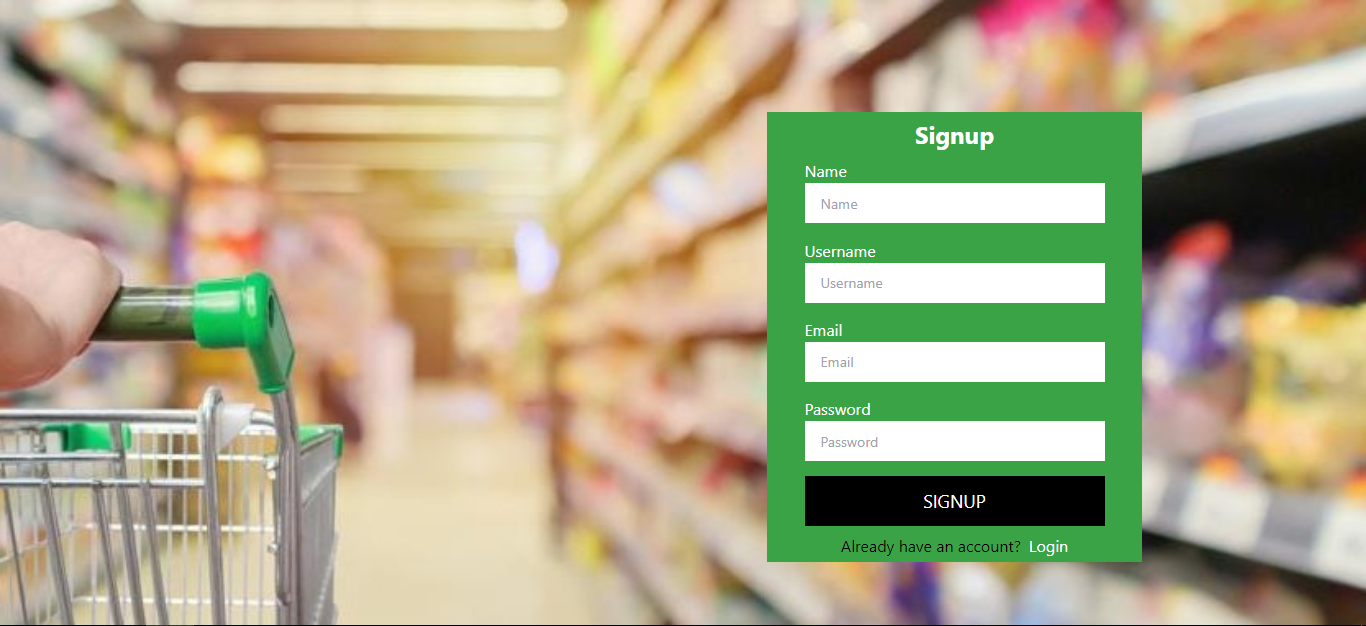 Signup
Name
Name
Username
Username
Email
Email
Password
Password
SIGNUP
Already have an account? Login